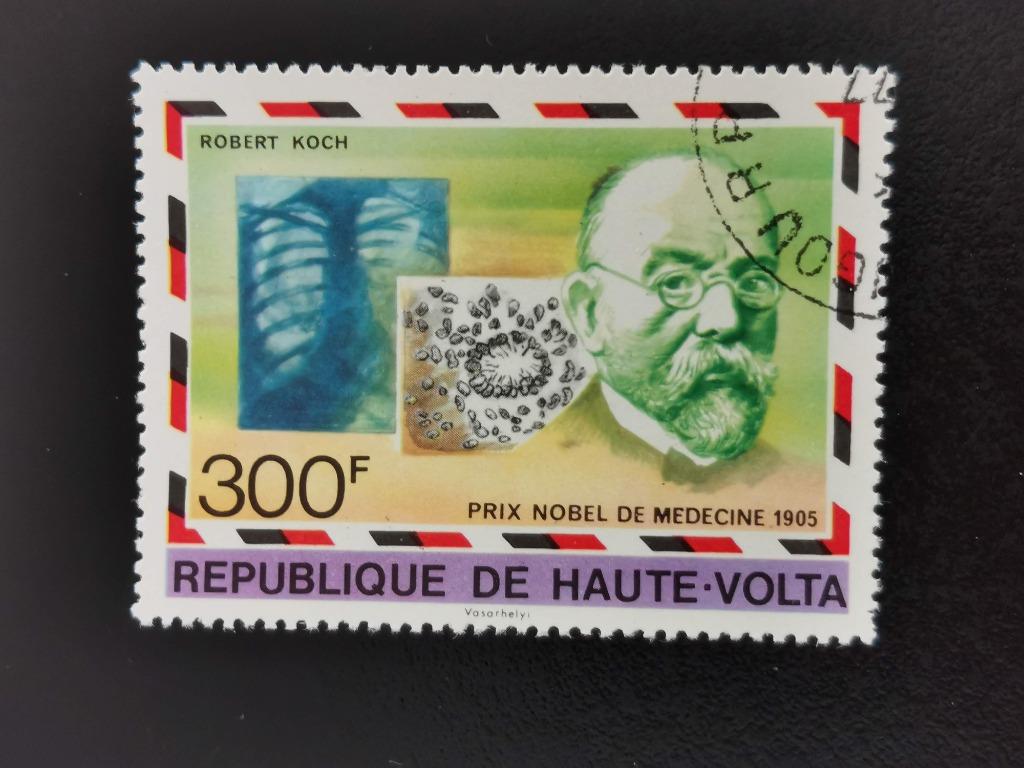 ROBERT KOCH
300F
PRIX NOBEL DE MEDECINE 1905
REPUBLIQUE DE HAUTE·VOLTA
Vasarhelyi